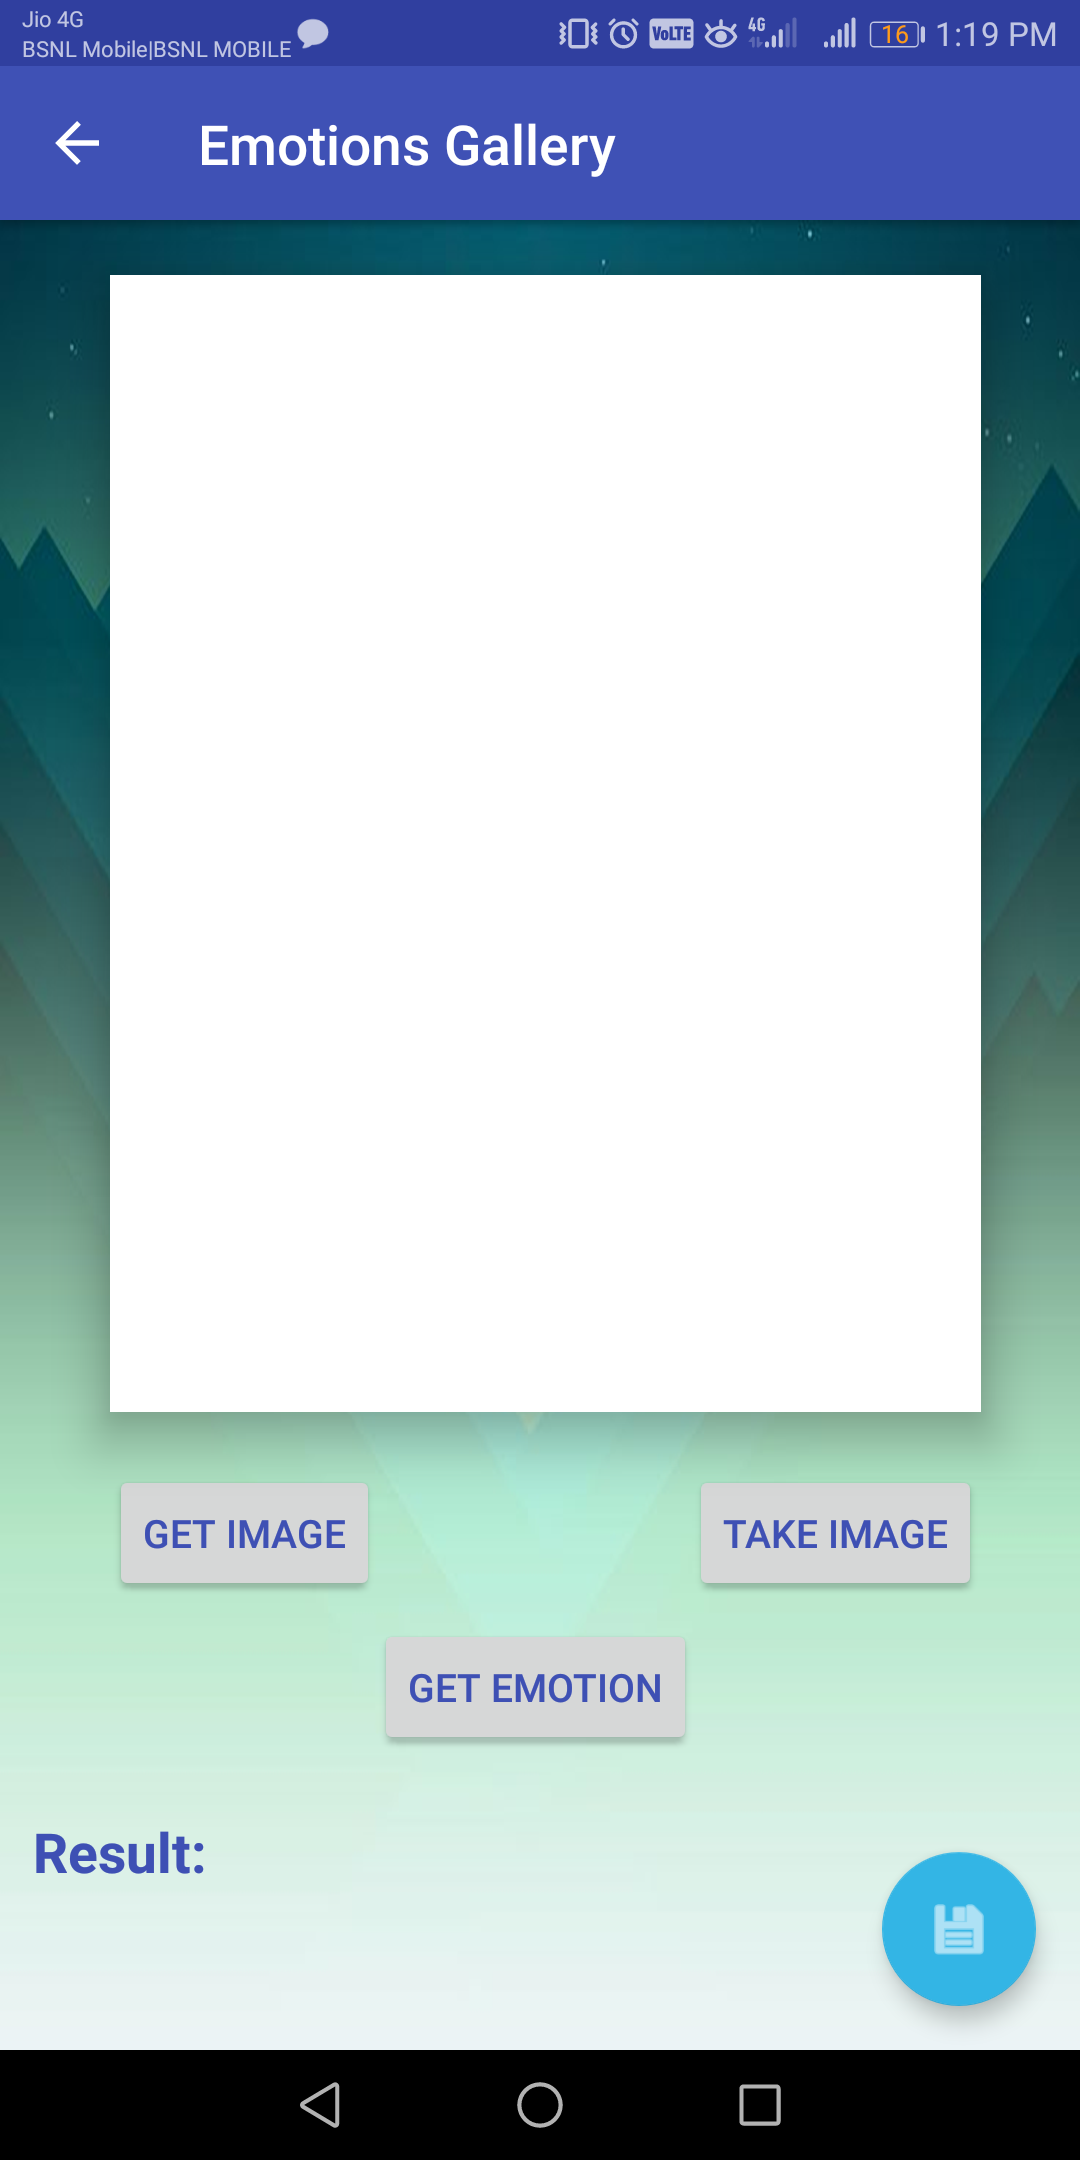 Jio 4G
BSNL Mobile|BSNL MOBILE
VoLTE 4G 16 1:19 PM
Emotions Gallery
GET IMAGE
TAKE IMAGE
GET EMOTION
Result: